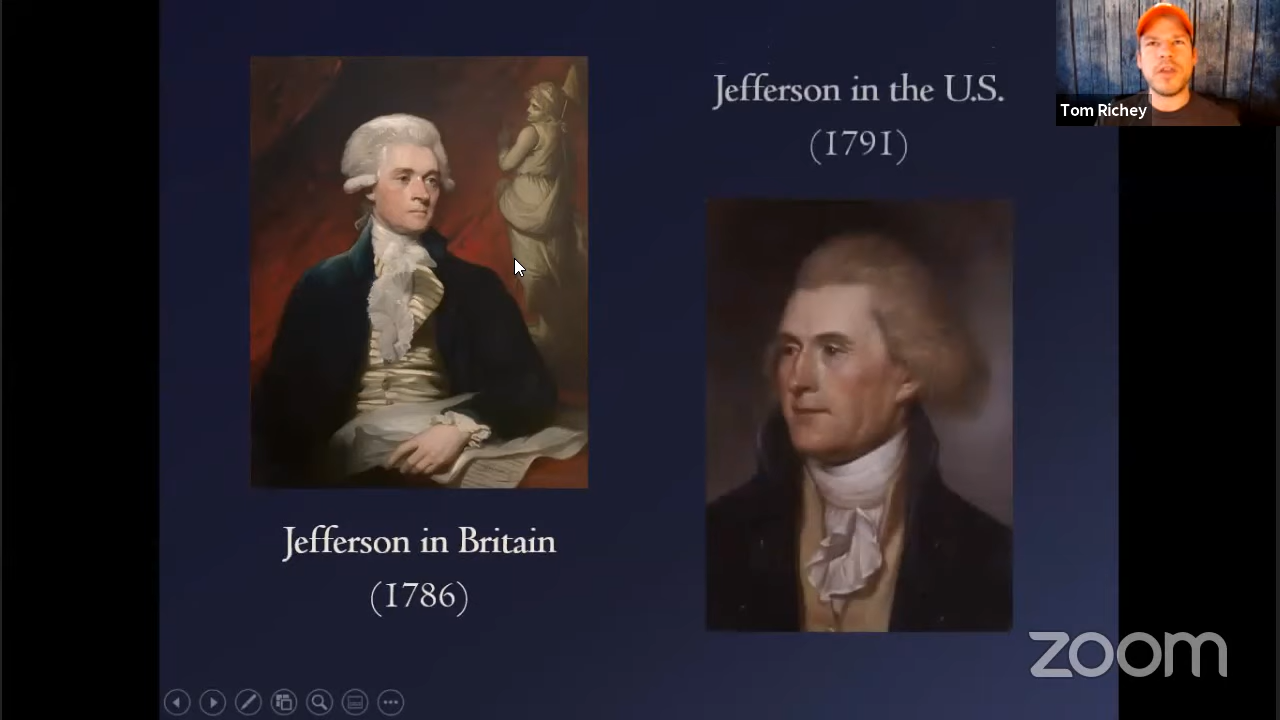 Jefferson in the U.S.
(1791)
Tom Richey
Jefferson in Britain
(1786)
zoom